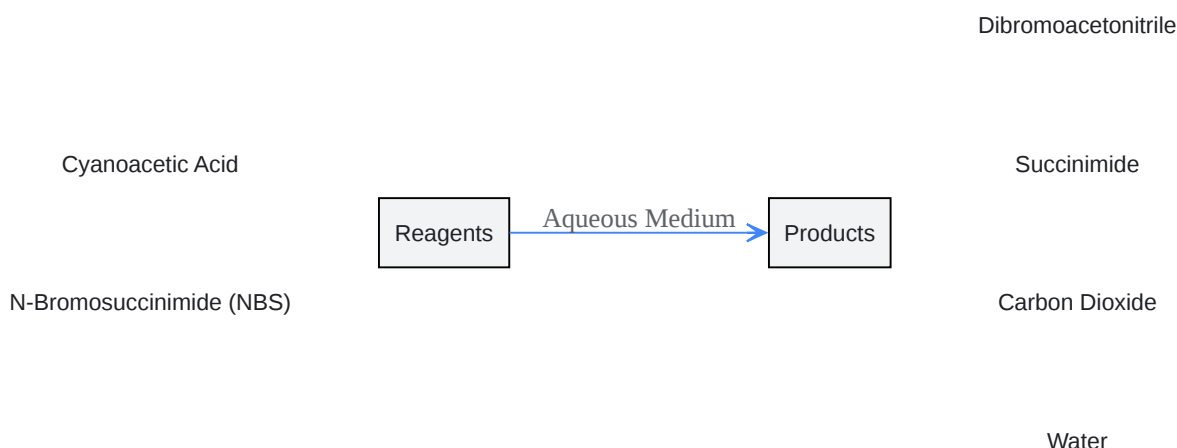 Dibromoacetonitrile
Cyanoacetic Acid
Succinimide
Reagents
Aqueous Medium
Products
N-Bromosuccinimide (NBS)
Carbon Dioxide
Water